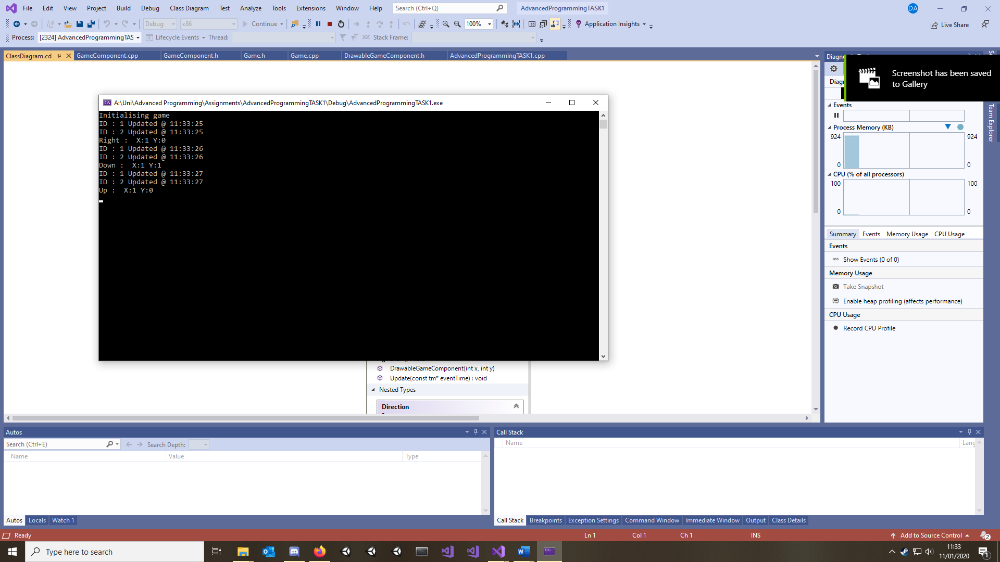 File Edit View Project Build Debug Class Diagram Test Analyze Tools Extensions Window Help Search (Ctrl+Q) AdvancedProgrammingTASK1 DA
Debug x86 Continue 100% Application Insights Live Share
Process: [2324] AdvancedProgrammingTAS Lifecycle Events Thread: Stack Frame:
ClassDiagram.cd GameComponent.cpp GameComponent.h Game.h Game.cpp DrawableGameComponent.h AdvancedProgrammingTASK1.cpp
A:\Uni\Advanced Programming\Assignments\AdvancedProgrammingTASK1\Debug\AdvancedProgrammingTASK1.exe
Initialising game
ID : 1 Updated @ 11:33:25
ID : 2 Updated @ 11:33:25
Right :  X:1 Y:0
ID : 1 Updated @ 11:33:26
ID : 2 Updated @ 11:33:26
Down :  X:1 Y:1
ID : 1 Updated @ 11:33:27
ID : 2 Updated @ 11:33:27
Up :  X:1 Y:0
DrawableGameComponent(int x, int y)
Update(const tm* eventTime) : void
Nested Types
Direction
Screenshot has been saved
to Gallery
Events
Process Memory (KB)
924 924
0 0
CPU (% of all processors)
100 100
0 0
Summary Events Memory Usage CPU Usage
Events
Show Events (0 of 0)
Memory Usage
Take Snapshot
Enable heap profiling (affects performance)
CPU Usage
Record CPU Profile
Team Explorer
Autos
Search (Ctrl+E) Search Depth:
Name Value Type
Autos Locals Watch 1
Call Stack
Name Lang
Call Stack Breakpoints Exception Settings Command Window Immediate Window Output Class Details
Ready Ln 1 Col 1 Ch 1 INS Add to Source Control 2
Type here to search
11:33
11/01/2020
1